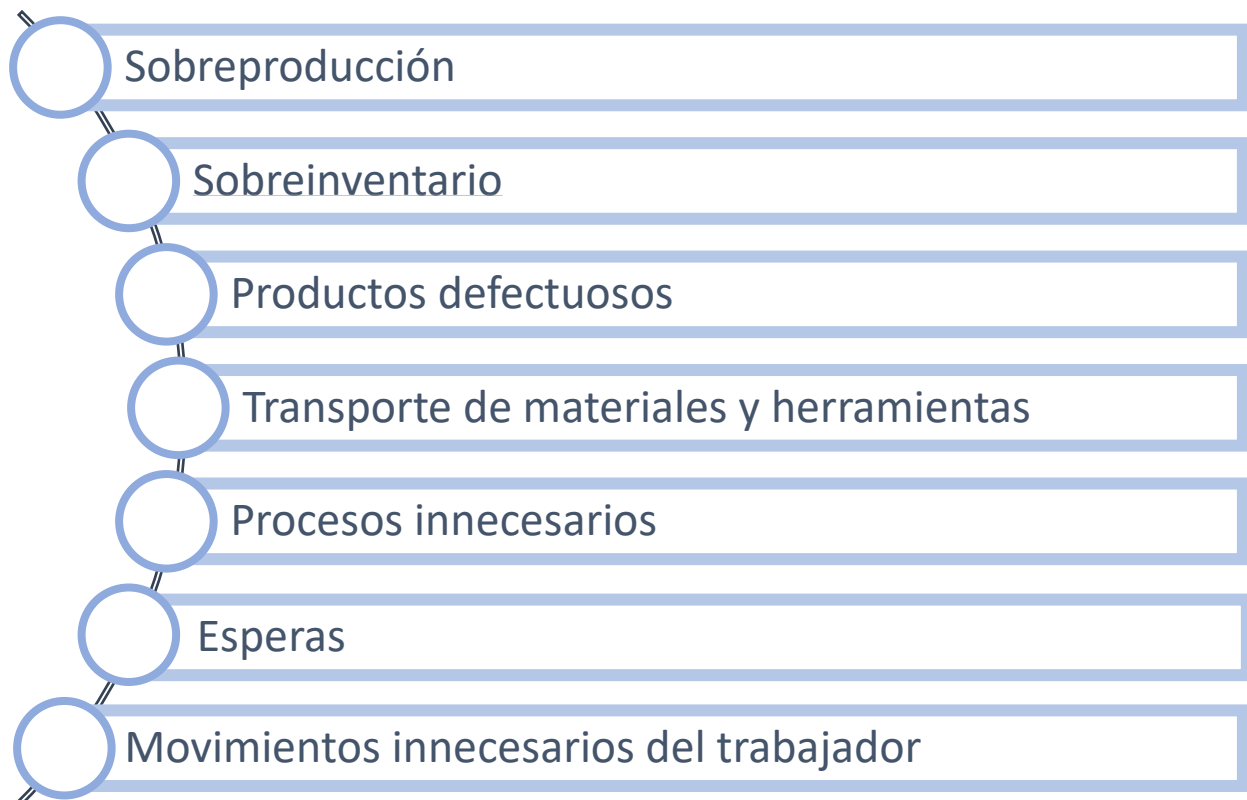 Sobreproducción
Sobreinventario
Productos defectuosos
Transporte de materiales y herramientas
Procesos innecesarios
Esperas
Movimientos innecesarios del trabajador